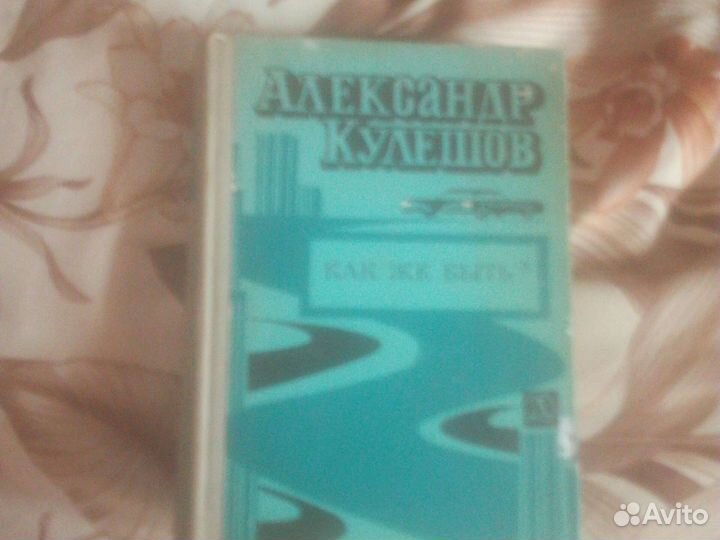 Александр
Кулешов
Как же быть?
Avito